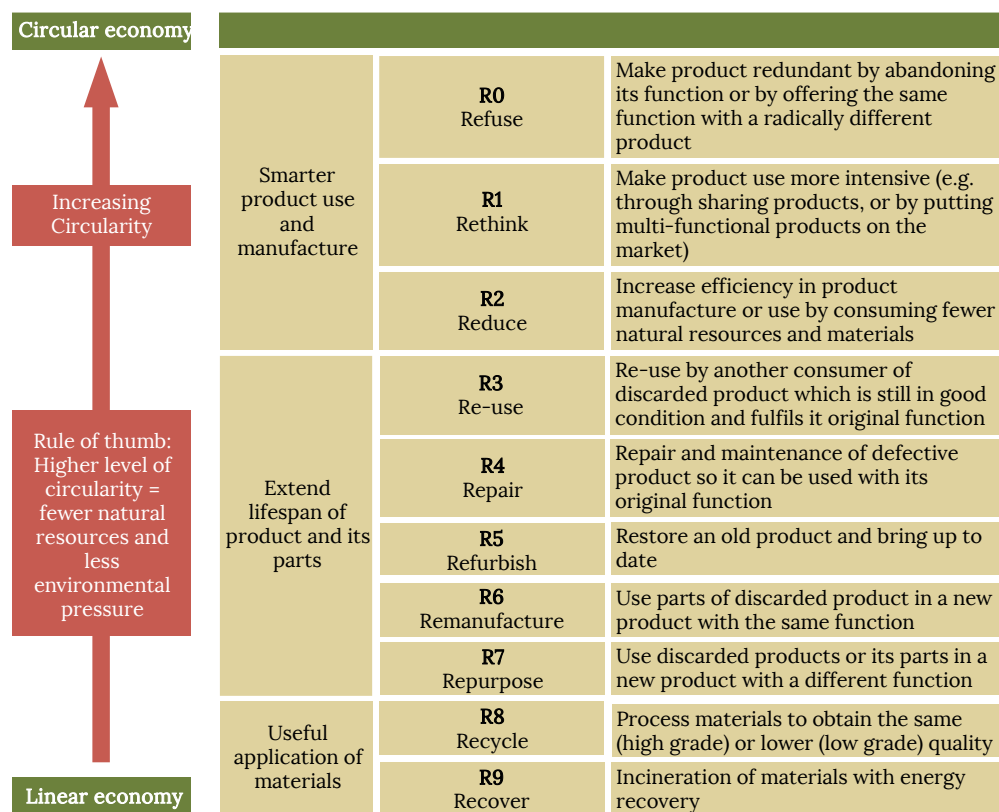 Circular economy
Increasing
Circularity
Rule of thumb:
Higher level of
circularity =
fewer natural
resources and
less
environmental
pressure
Linear economy
Smarter
product use
and
manufacture
R0
Refuse
Make product redundant by abandoning
its function or by offering the same
function with a radically different
product
R1
Rethink
Make product use more intensive (e.g.
through sharing products, or by putting
multi-functional products on the
market)
R2
Reduce
Increase efficiency in product
manufacture or use by consuming fewer
natural resources and materials
Extend
lifespan of
product and its
parts
R3
Re-use
Re-use by another consumer of
discarded product which is still in good
condition and fulfils it original function
R4
Repair
Repair and maintenance of defective
product so it can be used with its
original function
R5
Refurbish
Restore an old product and bring up to
date
R6
Remanufacture
Use parts of discarded product in a new
product with the same function
R7
Repurpose
Use discarded products or its parts in a
new product with a different function
Useful
application of
materials
R8
Recycle
Process materials to obtain the same
(high grade) or lower (low grade) quality
R9
Recover
Incineration of materials with energy
recovery